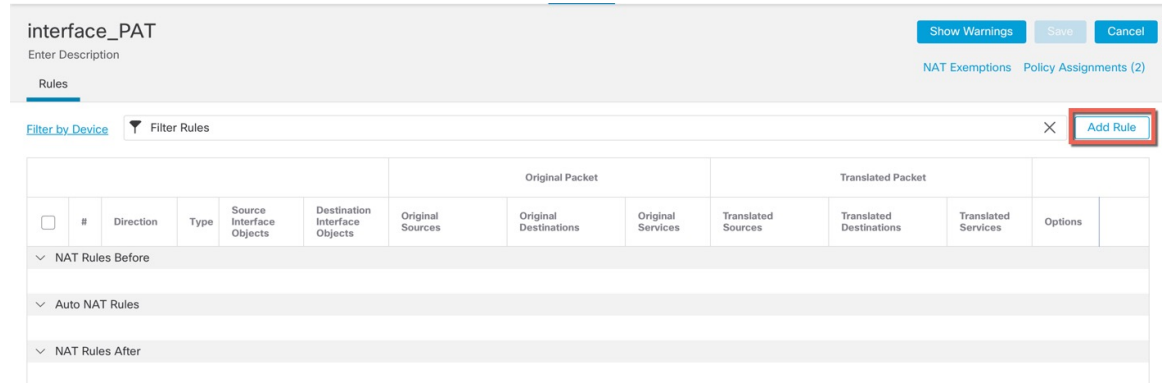 interface_PAT
Show Warnings Save Cancel
Enter Description
NAT Exemptions Policy Assignments (2)
Rules
Filter by Device Filter Rules Add Rule
Original Packet Translated Packet
# Direction Type Source Interface Objects Destination Interface Objects Original Sources Original Destinations Original Services Translated Sources Translated Destinations Translated Services Options
NAT Rules Before
Auto NAT Rules
NAT Rules After